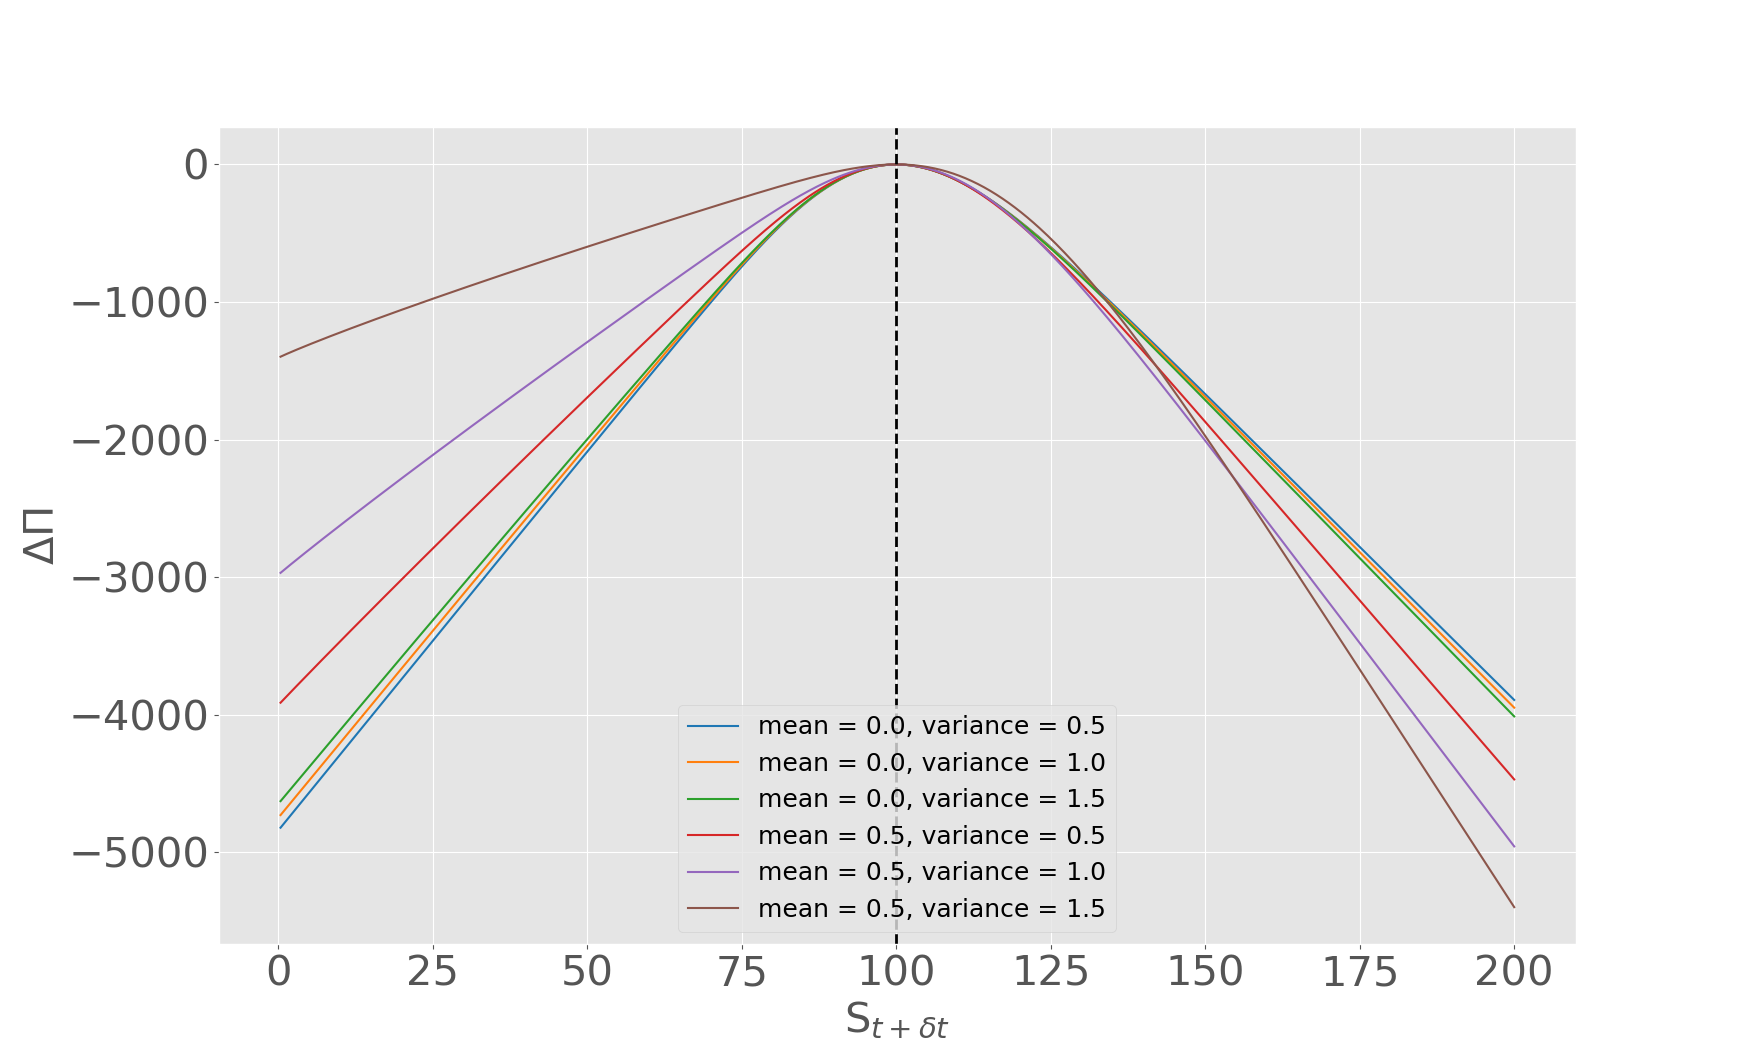 0
−1000
−2000
−3000
−4000
−5000
ΔΠ
mean = 0.0, variance = 0.5
mean = 0.0, variance = 1.0
mean = 0.0, variance = 1.5
mean = 0.5, variance = 0.5
mean = 0.5, variance = 1.0
mean = 0.5, variance = 1.5
0 25 50 75 100 125 150 175 200
S_{t + δt}